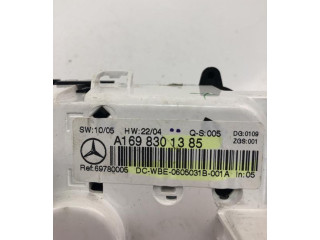 SW:10/05 HW:22/04 Q-S:005 DG:0109
ZGS:001
A169 830 13 85
DC-WBE-0605031B-001A
Ref:69780006 In:05